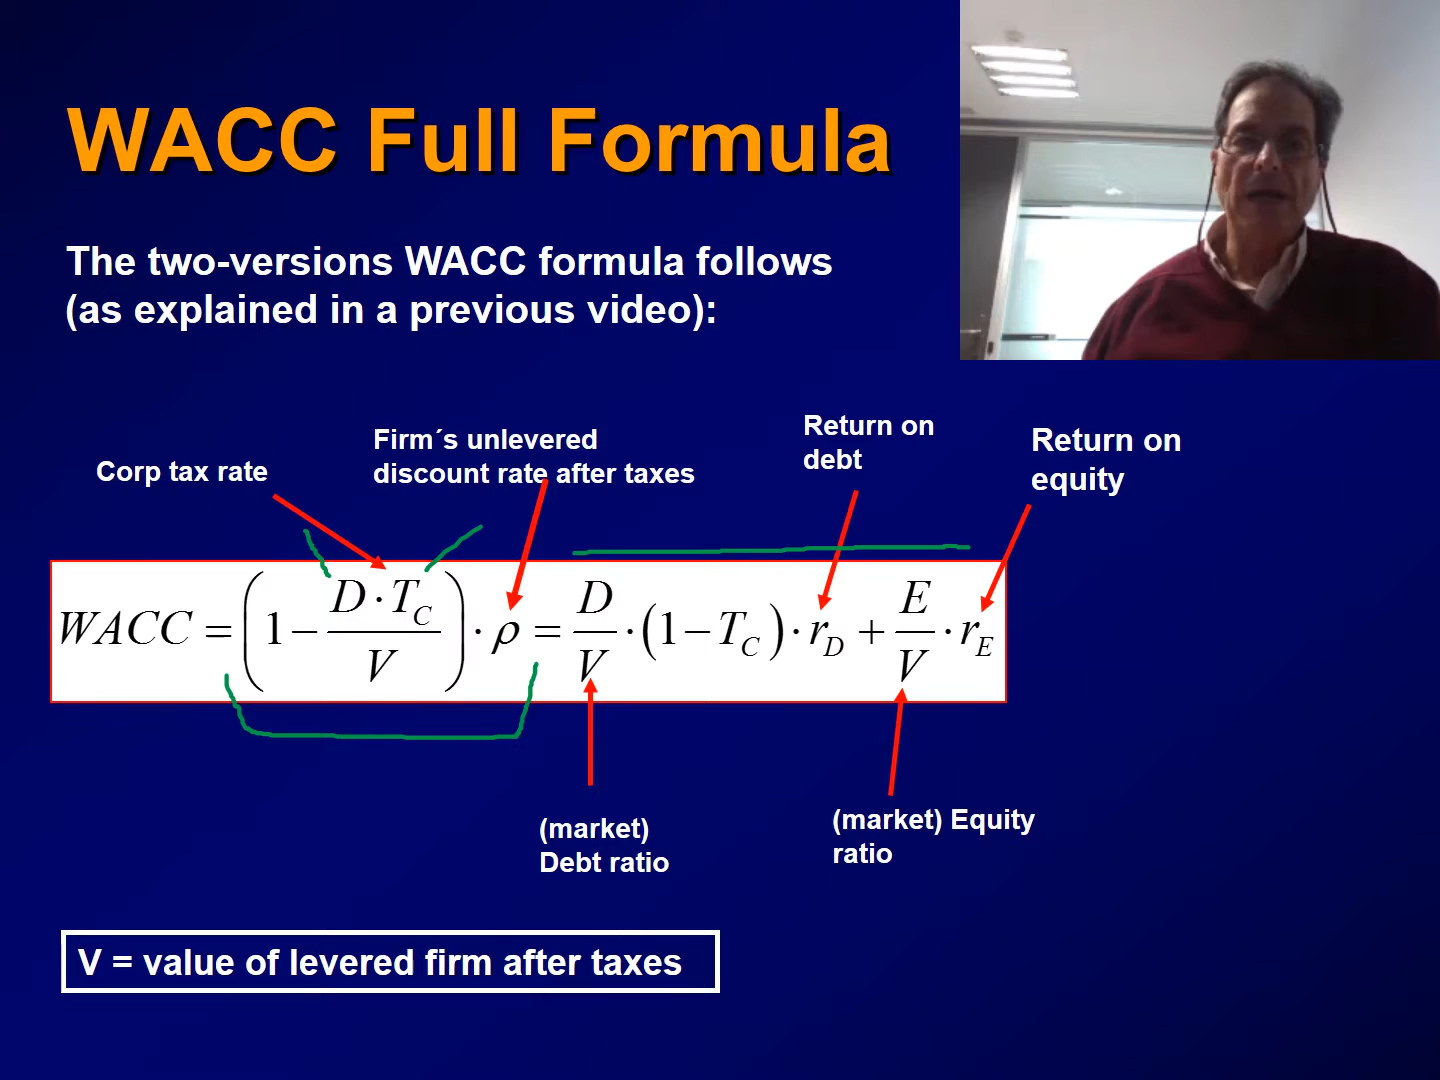 WACC Full Formula
The two-versions WACC formula follows
(as explained in a previous video):
Corp tax rate
Firm´s unlevered
discount rate after taxes
Return on
debt
Return on
equity
WACC = (1 − D · T_C / V) · ρ = D/V · (1 − T_C) · r_D + E/V · r_E
(market)
Debt ratio
(market) Equity
ratio
V = value of levered firm after taxes